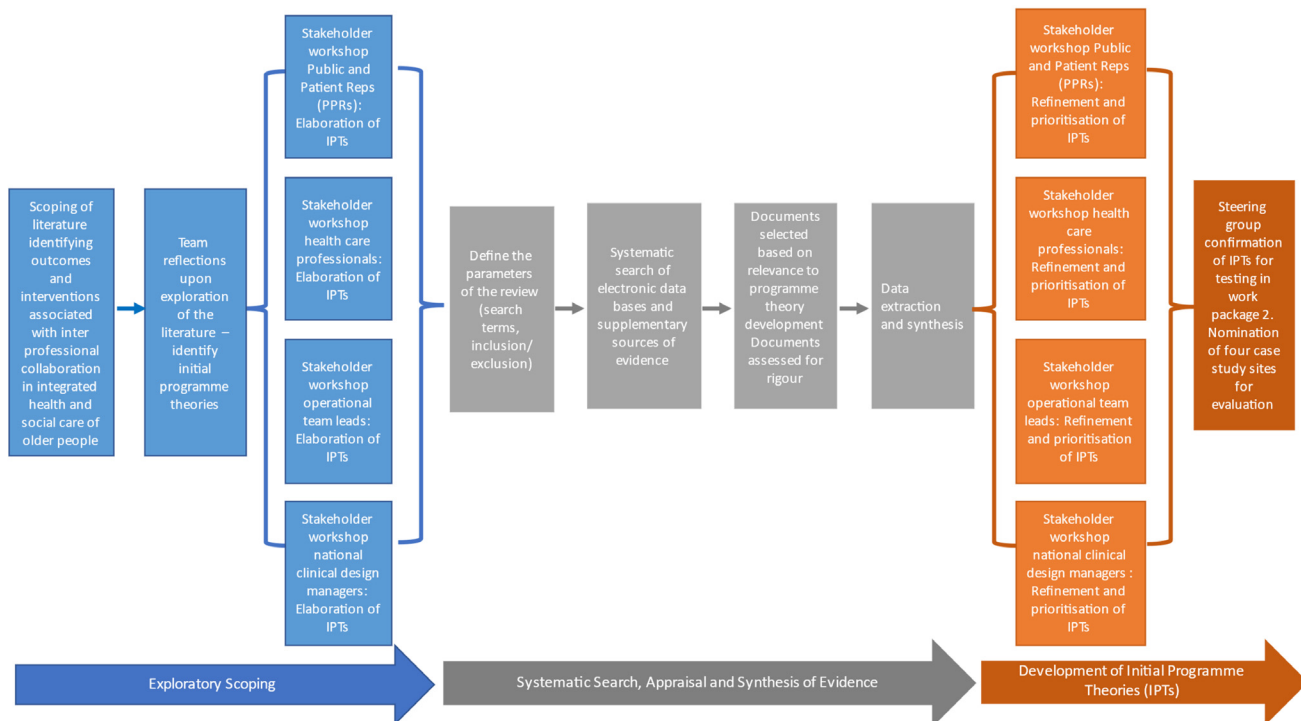 Scoping of
literature
identifying
outcomes
and
interventions
associated
with inter
professional
collaboration
in integrated
health and
social care of
older people
Team
reflections
upon
exploration
of the
literature –
identify
initial
programme
theories
Stakeholder
workshop
Public and
Patient Reps
(PPRs):
Elaboration of
IPTs
Stakeholder
workshop
health care
professionals:
Elaboration of
IPTs
Stakeholder
workshop
operational
team leads:
Elaboration of
IPTs
Stakeholder
workshop
national
clinical design
managers:
Elaboration of
IPTs
Define the
parameters
of the review
(search
terms,
inclusion/
exclusion)
Systematic
search of
electronic data
bases and
supplementary
sources of
evidence
Documents
selected
based on
relevance to
programme
theory
development
Documents
assessed for
rigour
Data
extraction
and synthesis
Stakeholder
workshop Public
and Patient Reps
(PPRs):
Refinement and
prioritisation of
IPTs
Stakeholder
workshop health
care
professionals:
Refinement and
prioritisation of
IPTs
Stakeholder
workshop
operational team
leads: Refinement
and prioritisation
of IPTs
Stakeholder
workshop
national clinical
design managers :
Refinement and
prioritisation of
IPTs
Steering
group
confirmation
of IPTs for
testing in
work
package 2.
Nomination
of four case
study sites
for
evaluation
Exploratory Scoping
Systematic Search, Appraisal and Synthesis of Evidence
Development of Initial Programme
Theories (IPTs)